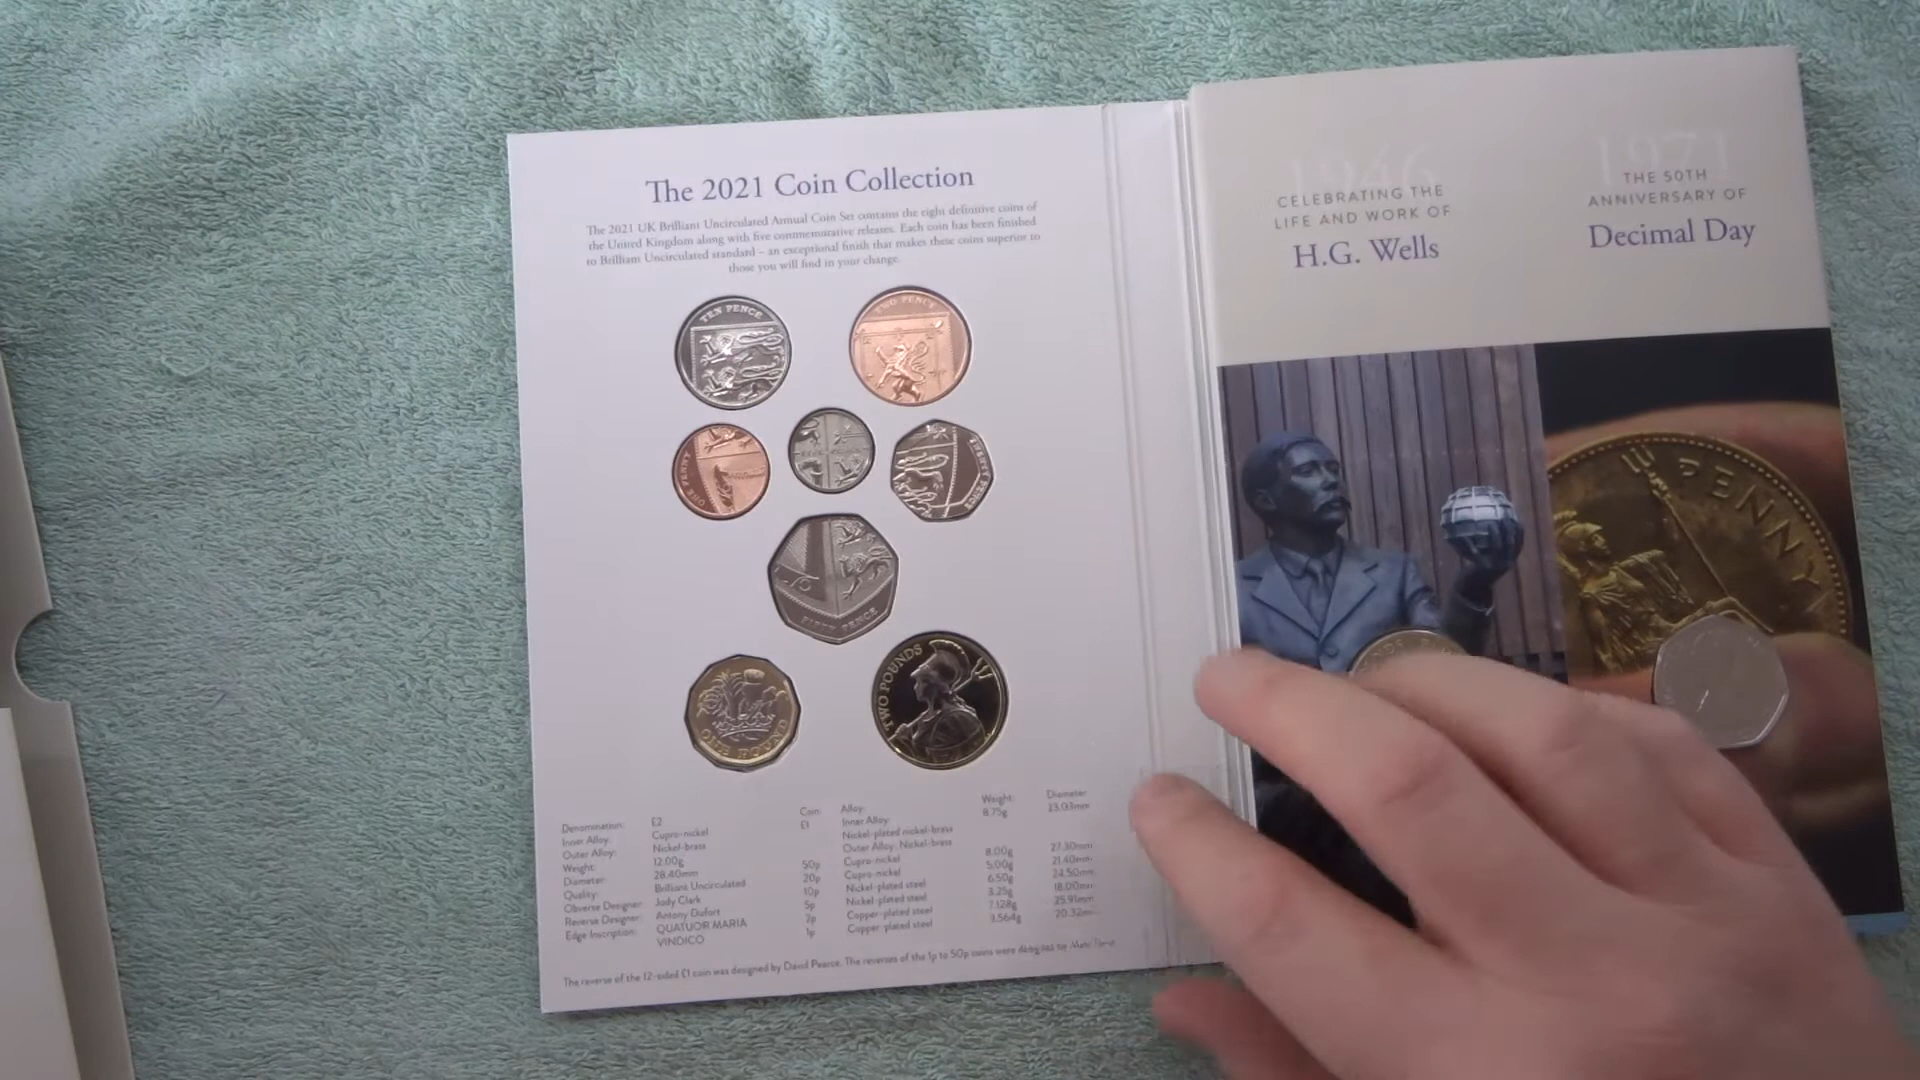 The 2021 Coin Collection
The 2021 UK Brilliant Uncirculated Annual Coin Set contains the eight definitive coins of
the United Kingdom along with five commemorative releases. Each coin has been finished
to Brilliant Uncirculated standard – an exceptional finish that makes these coins superior to
those you will find in your change.
TEN PENCE
TWO PENCE
ONE PENNY
TWENTY PENCE
FIFTY PENCE
ONE POUND
TWO POUNDS
Denomination: £2
Inner Alloy: Cupro-nickel
Outer Alloy: Nickel-brass
Weight: 12.00g
Diameter: 28.40mm
Quality: Brilliant Uncirculated
Obverse Designer: Jody Clark
Reverse Designer: Antony Dufort
Edge Inscription: QUATUOR MARIA
VINDICO
Coin: Alloy: Weight: Diameter
£1 Inner Alloy: 8.75g 23.03mm
Nickel-plated nickel-brass
Outer Alloy: Nickel-brass
50p Cupro-nickel 8.00g 27.30mm
20p Cupro-nickel 5.00g 21.40mm
10p Nickel-plated steel 6.50g 24.50mm
5p Nickel-plated steel 3.25g 18.00mm
2p Copper-plated steel 7.128g 25.91mm
1p Copper-plated steel 3.564g 20.32mm
The reverse of the 12-sided £1 coin was designed by David Pearce. The reverses of the 1p to 50p coins were designed by
1946
CELEBRATING THE
LIFE AND WORK OF
H.G. Wells
1971
THE 50TH
ANNIVERSARY OF
Decimal Day
PENNY